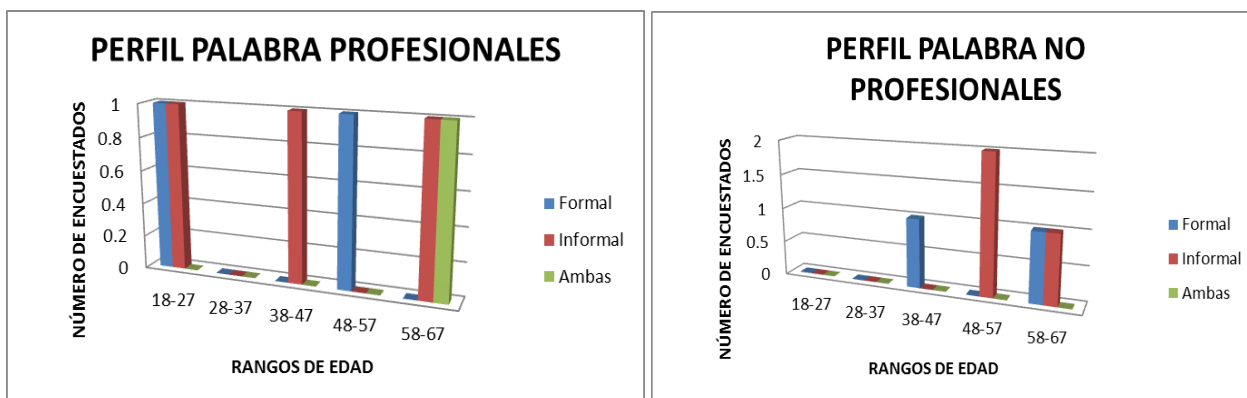 PERFIL PALABRA PROFESIONALES
NÚMERO DE ENCUESTADOS
1
0.8
0.6
0.4
0.2
0
18-27
28-37
38-47
48-57
58-67
RANGOS DE EDAD
Formal
Informal
Ambas
PERFIL PALABRA NO
PROFESIONALES
NÚMERO DE ENCUESTADOS
2
1.5
1
0.5
0
18-27
28-37
38-47
48-57
58-67
RANGOS DE EDAD
Formal
Informal
Ambas